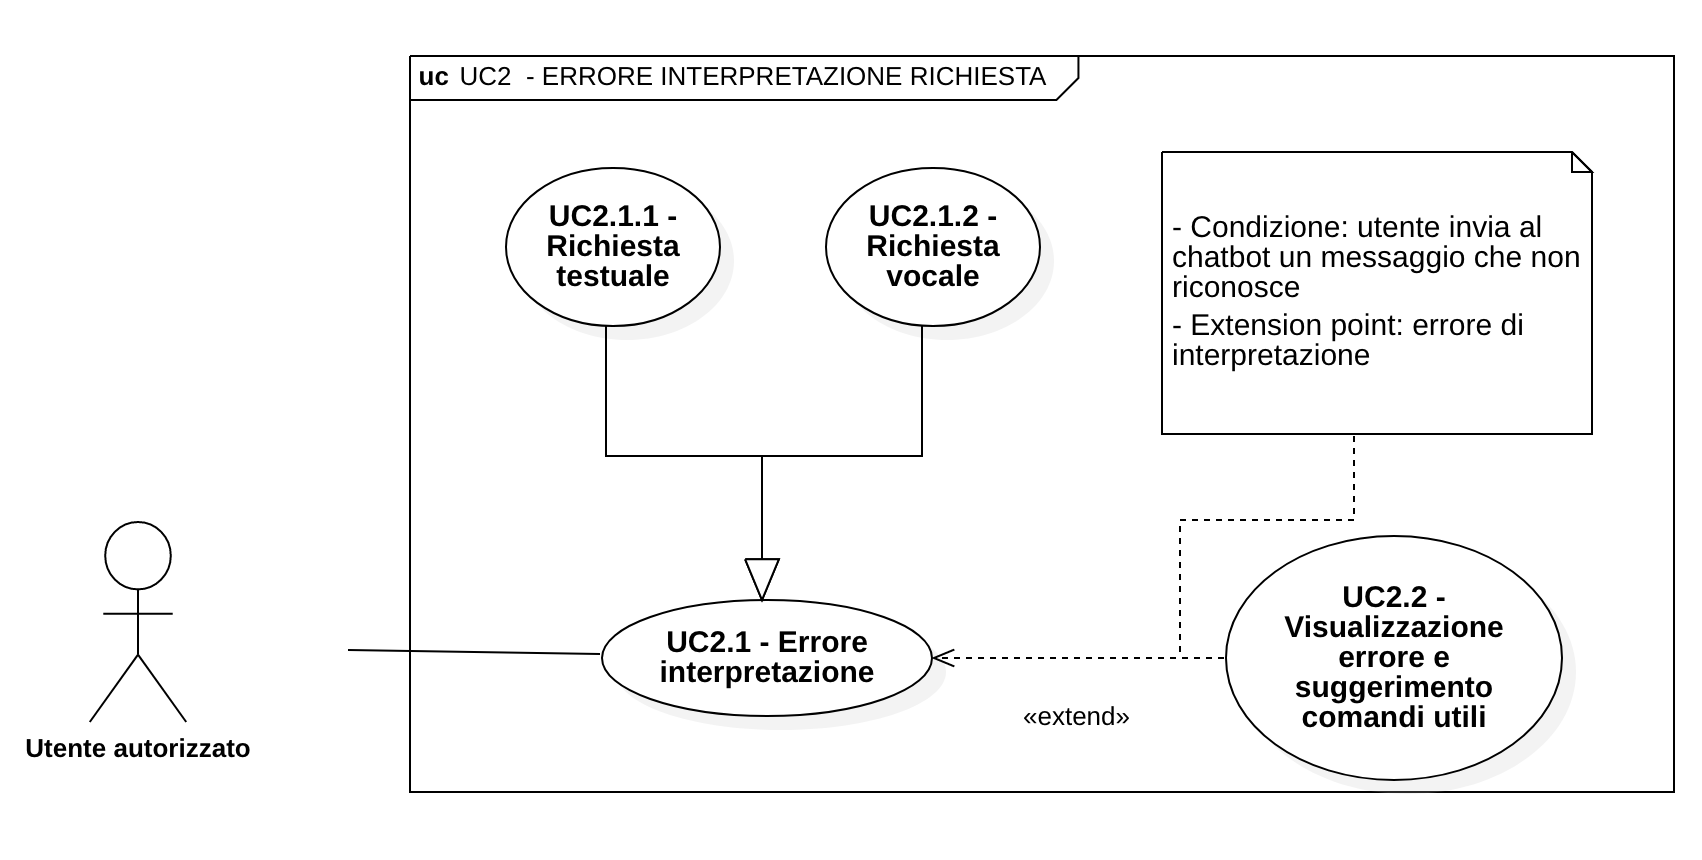 uc UC2 - ERRORE INTERPRETAZIONE RICHIESTA
UC2.1.1 -
Richiesta
testuale
UC2.1.2 -
Richiesta
vocale
- Condizione: utente invia al
chatbot un messaggio che non
riconosce
- Extension point: errore di
interpretazione
UC2.1 - Errore
interpretazione
«extend»
UC2.2 -
Visualizzazione
errore e
suggerimento
comandi utili
Utente autorizzato